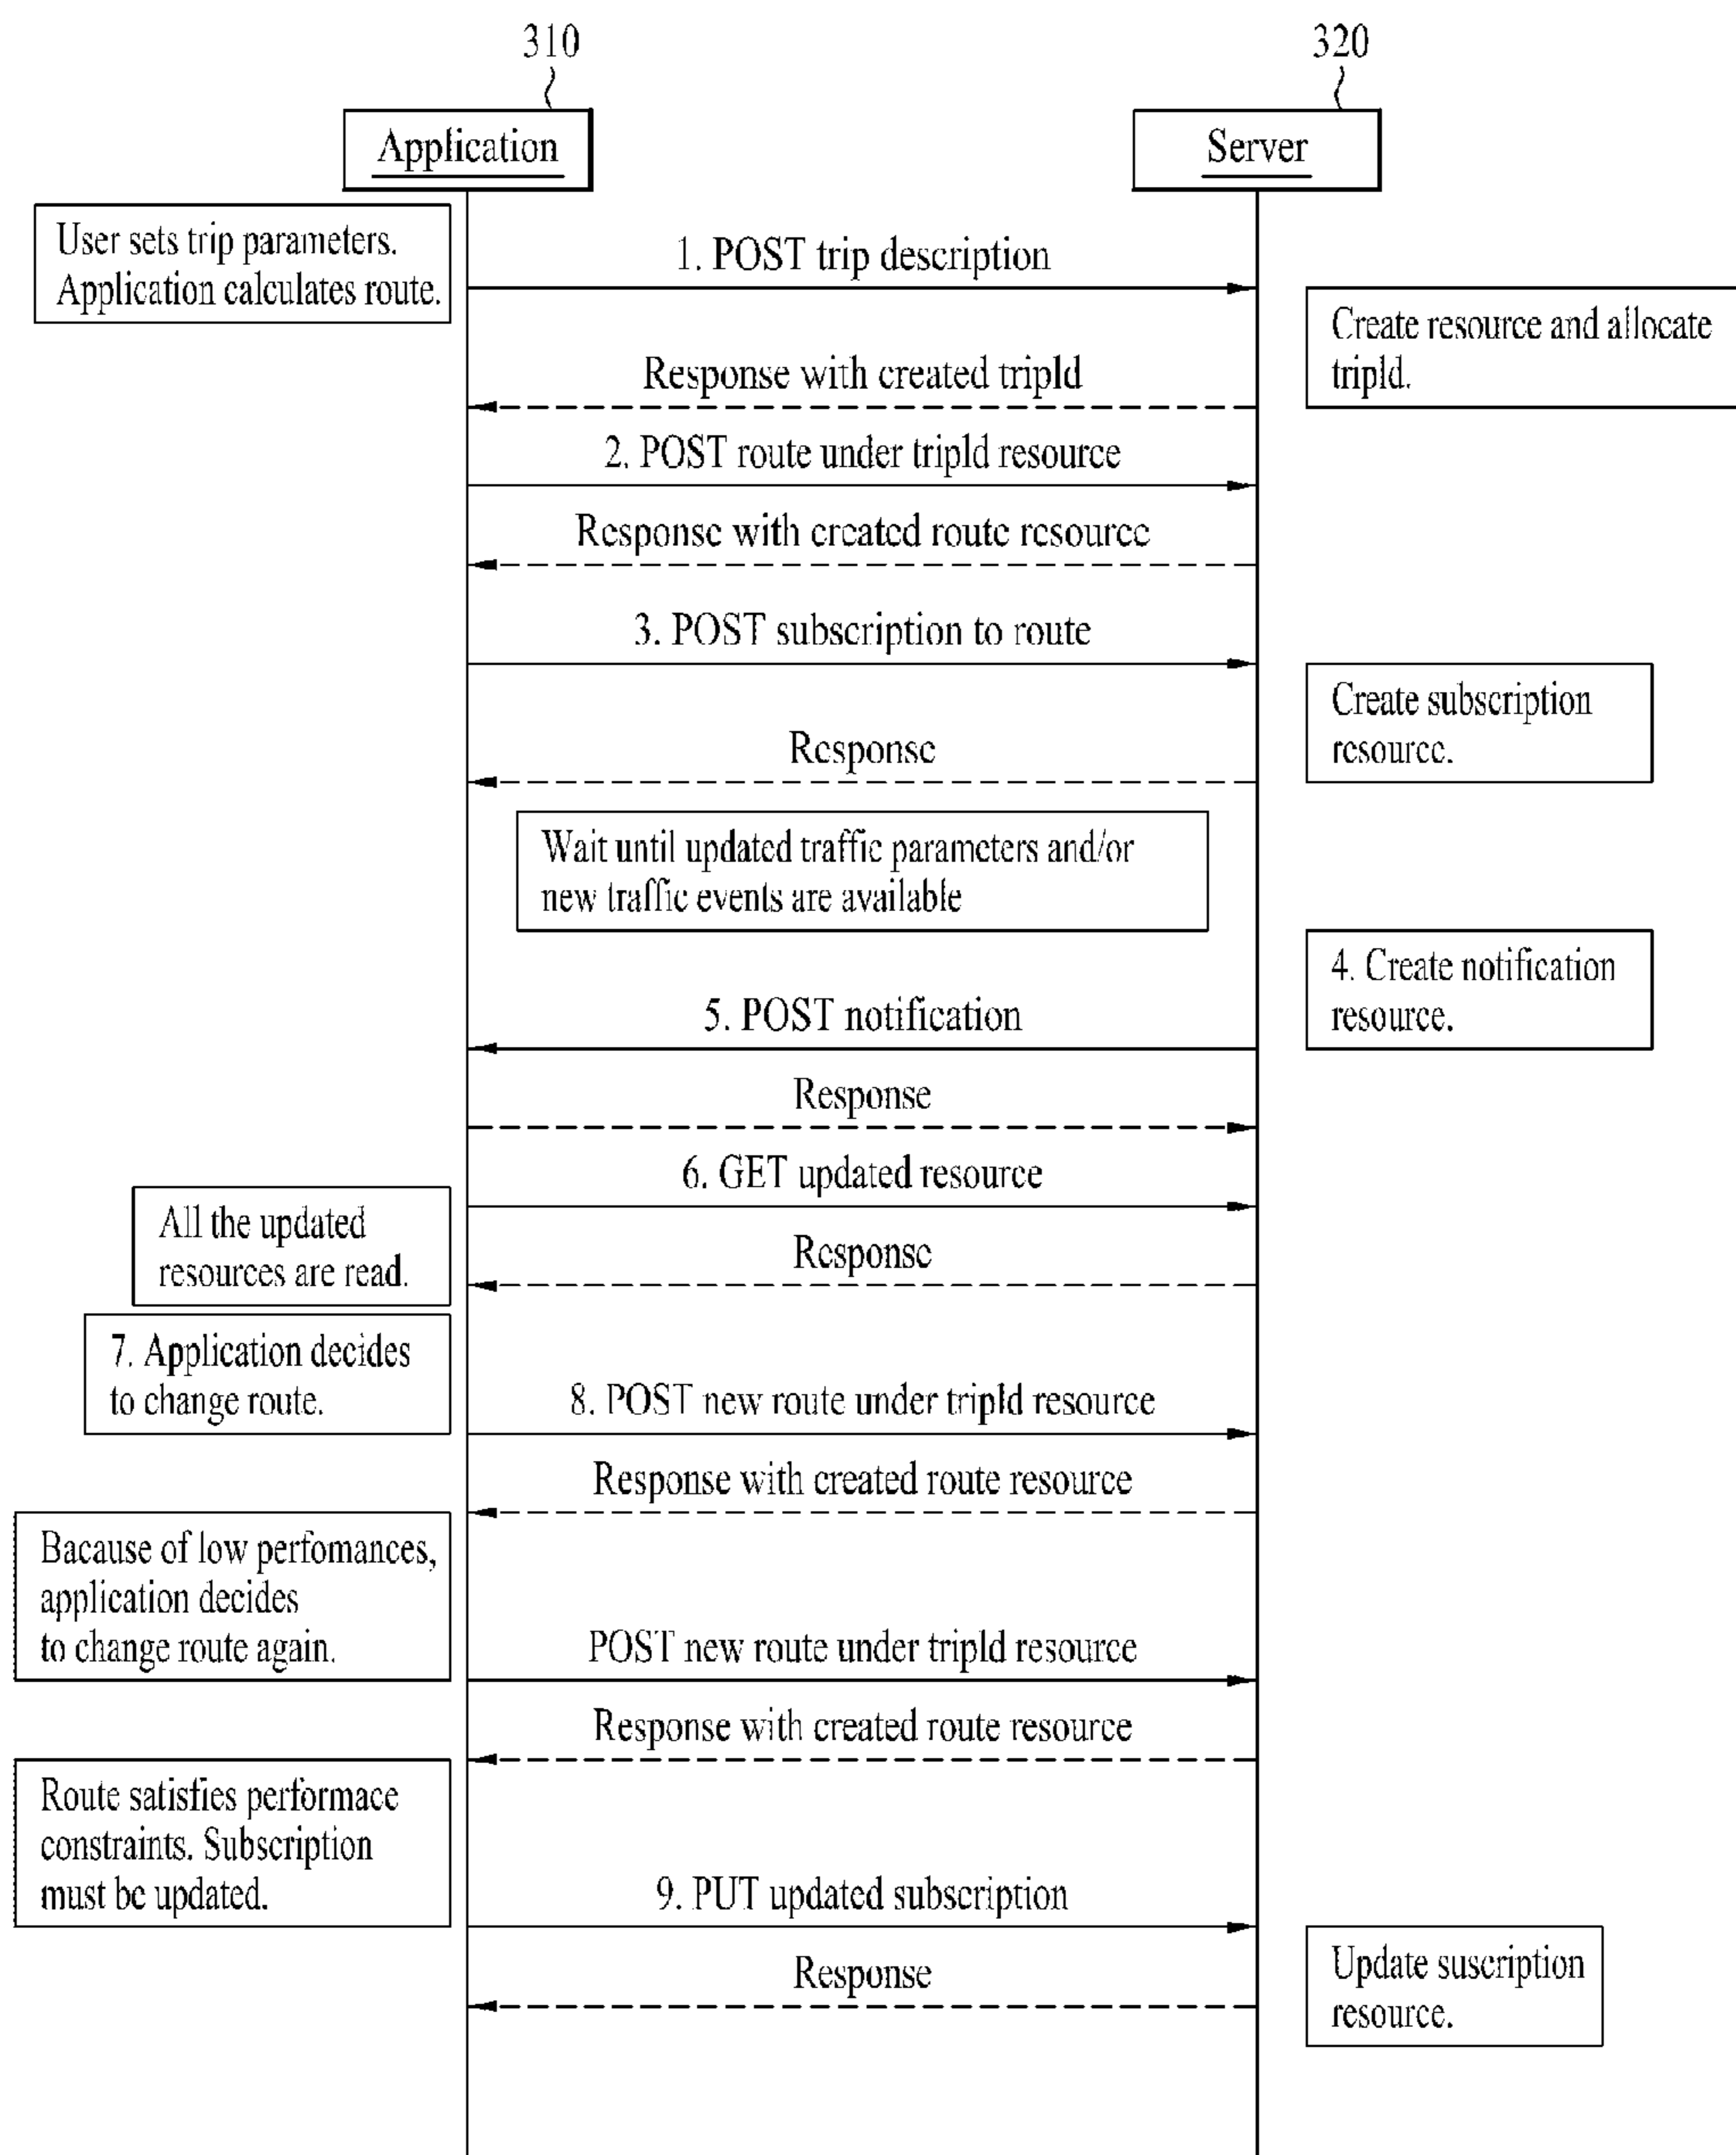 310
320
Application
Server
User sets trip parameters.
Application calculates route.
1. POST trip description
Create resource and allocate
tripId.
Response with created tripId
2. POST route under tripId resource
Response with created route resource
3. POST subscription to route
Create subscription
resource.
Response
Wait until updated traffic parameters and/or
new traffic events are available
4. Create notification
resource.
5. POST notification
Response
6. GET updated resource
All the updated
resources are read.
Response
7. Application decides
to change route.
8. POST new route under tripId resource
Response with created route resource
Bacause of low perfomances,
application decides
to change route again.
POST new route under tripId resource
Response with created route resource
Route satisfies performace
constraints. Subscription
must be updated.
9. PUT updated subscription
Update suscription
resource.
Response